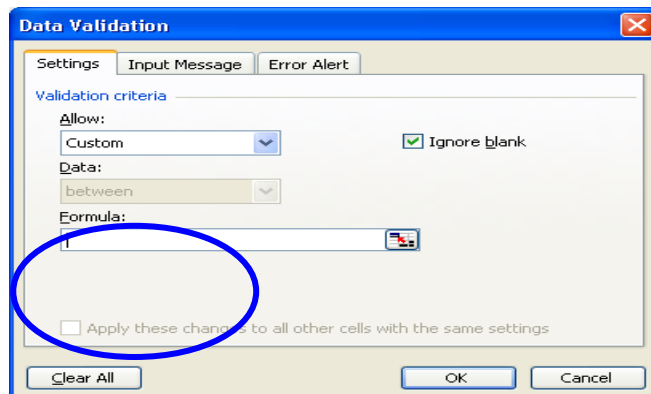 Data Validation
Settings Input Message Error Alert
Validation criteria
Allow:
Custom
Ignore blank
Data:
between
Formula:
Apply these changes to all other cells with the same settings
Clear All OK Cancel